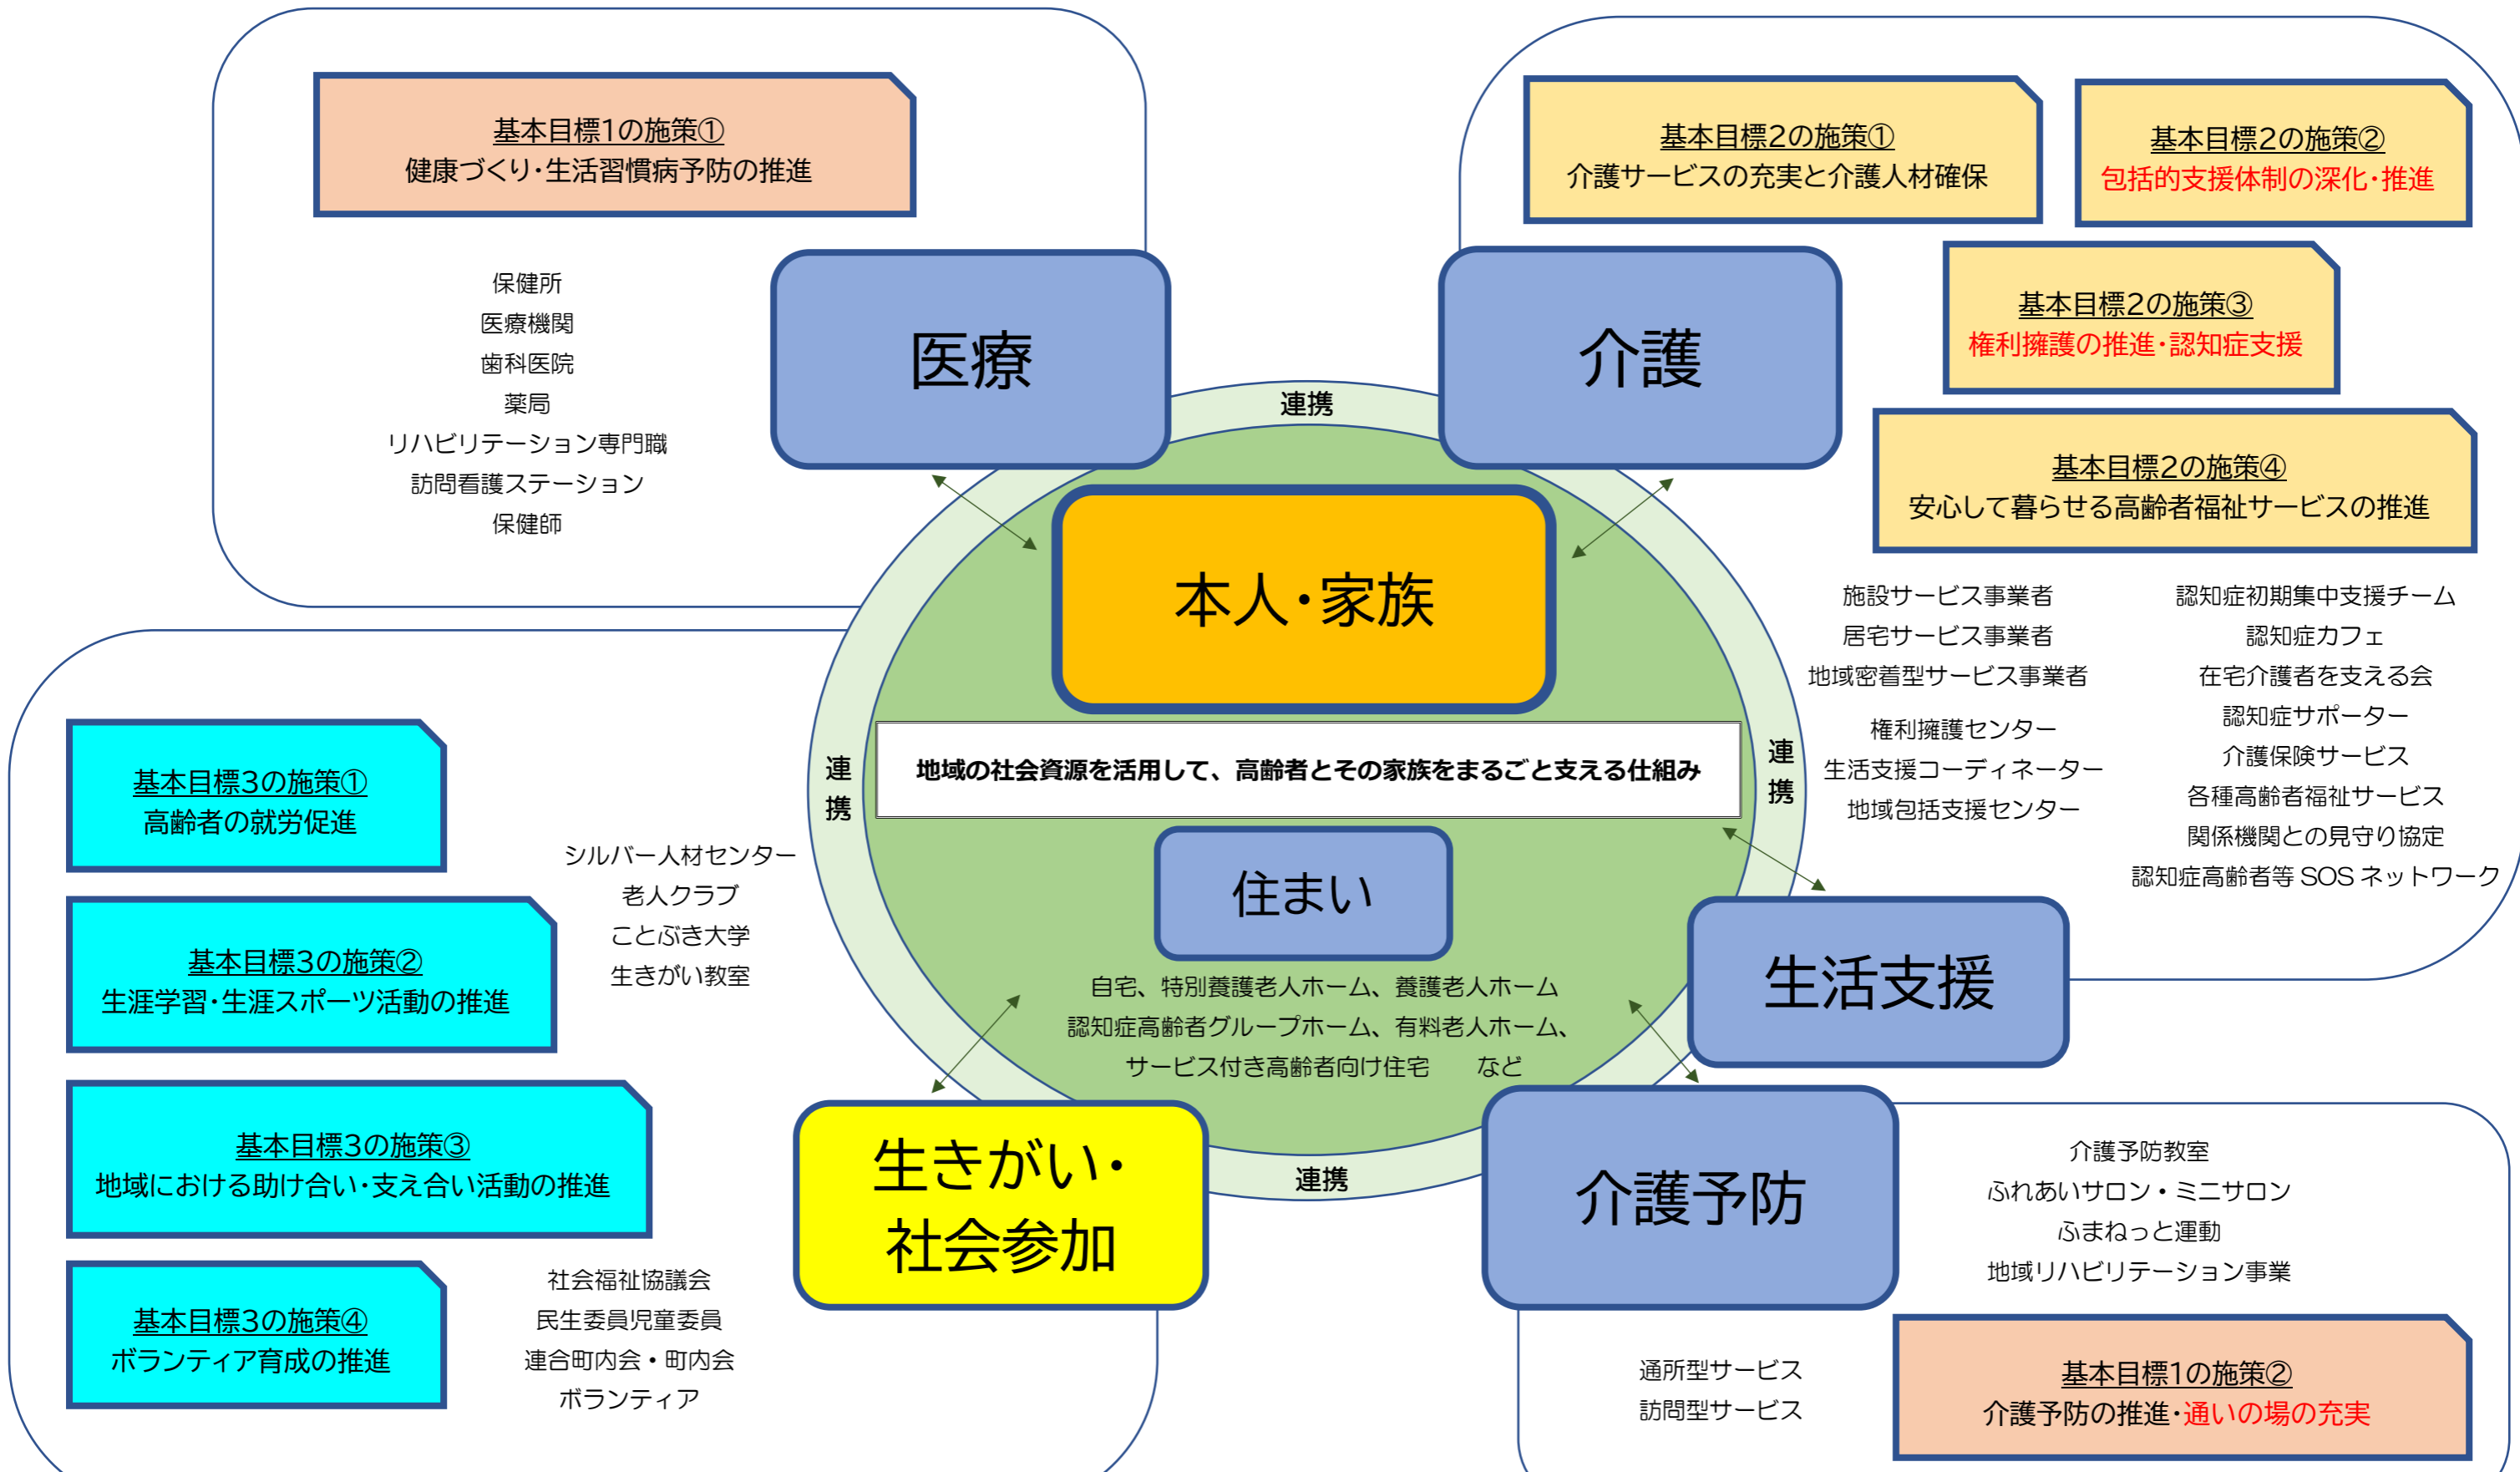 基本目標1の施策①
健康づくり・生活習慣病予防の推進
保健所
医療機関
歯科医院
薬局
リハビリテーション専門職
訪問看護ステーション
保健師
医療
基本目標2の施策①
介護サービスの充実と介護人材確保
基本目標2の施策②
包括的支援体制の深化・推進
基本目標2の施策③
権利擁護の推進・認知症支援
基本目標2の施策④
安心して暮らせる高齢者福祉サービスの推進
介護
施設サービス事業者
居宅サービス事業者
地域密着型サービス事業者
権利擁護センター
生活支援コーディネーター
地域包括支援センター
認知症初期集中支援チーム
認知症カフェ
在宅介護者を支える会
認知症サポーター
介護保険サービス
各種高齢者福祉サービス
関係機関との見守り協定
認知症高齢者等 SOS ネットワーク
生活支援
連携
本人・家族
連携
地域の社会資源を活用して、高齢者とその家族をまるごと支える仕組み
連携
住まい
自宅、特別養護老人ホーム、養護老人ホーム
認知症高齢者グループホーム、有料老人ホーム、
サービス付き高齢者向け住宅　など
連携
基本目標3の施策①
高齢者の就労促進
基本目標3の施策②
生涯学習・生涯スポーツ活動の推進
シルバー人材センター
老人クラブ
ことぶき大学
生きがい教室
基本目標3の施策③
地域における助け合い・支え合い活動の推進
基本目標3の施策④
ボランティア育成の推進
社会福祉協議会
民生委員児童委員
連合町内会・町内会
ボランティア
生きがい・
社会参加
介護予防
介護予防教室
ふれあいサロン・ミニサロン
ふまねっと運動
地域リハビリテーション事業
通所型サービス
訪問型サービス
基本目標1の施策②
介護予防の推進・通いの場の充実